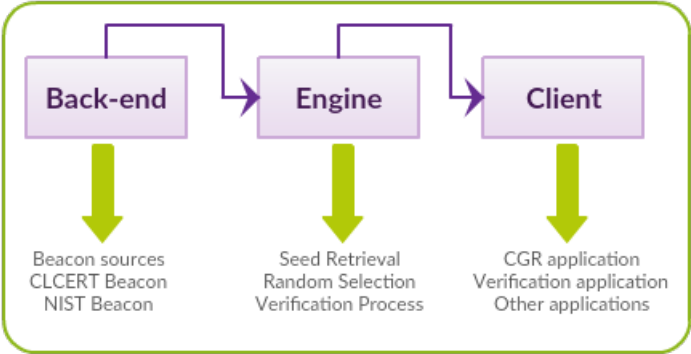 Back-end
Engine
Client
Beacon sources
CLCERT Beacon
NIST Beacon
Seed Retrieval
Random Selection
Verification Process
CGR application
Verification application
Other applications